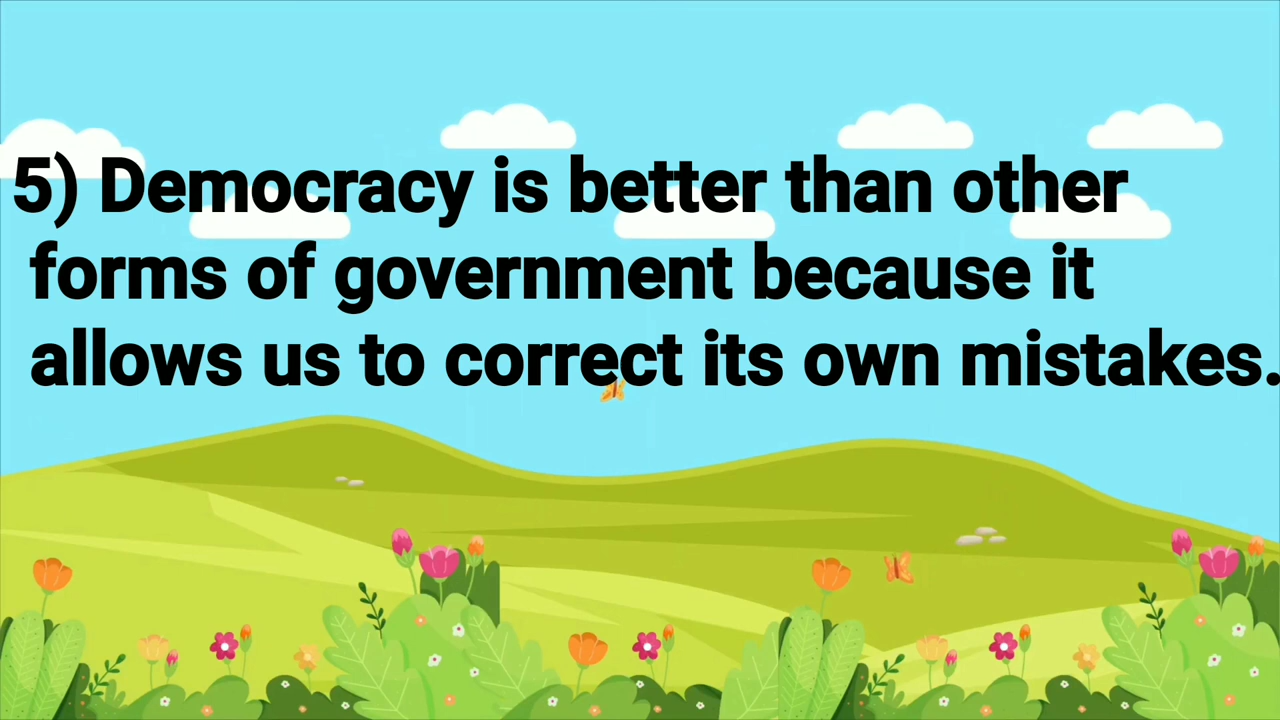 5) Democracy is better than other
forms of government because it
allows us to correct its own mistakes.